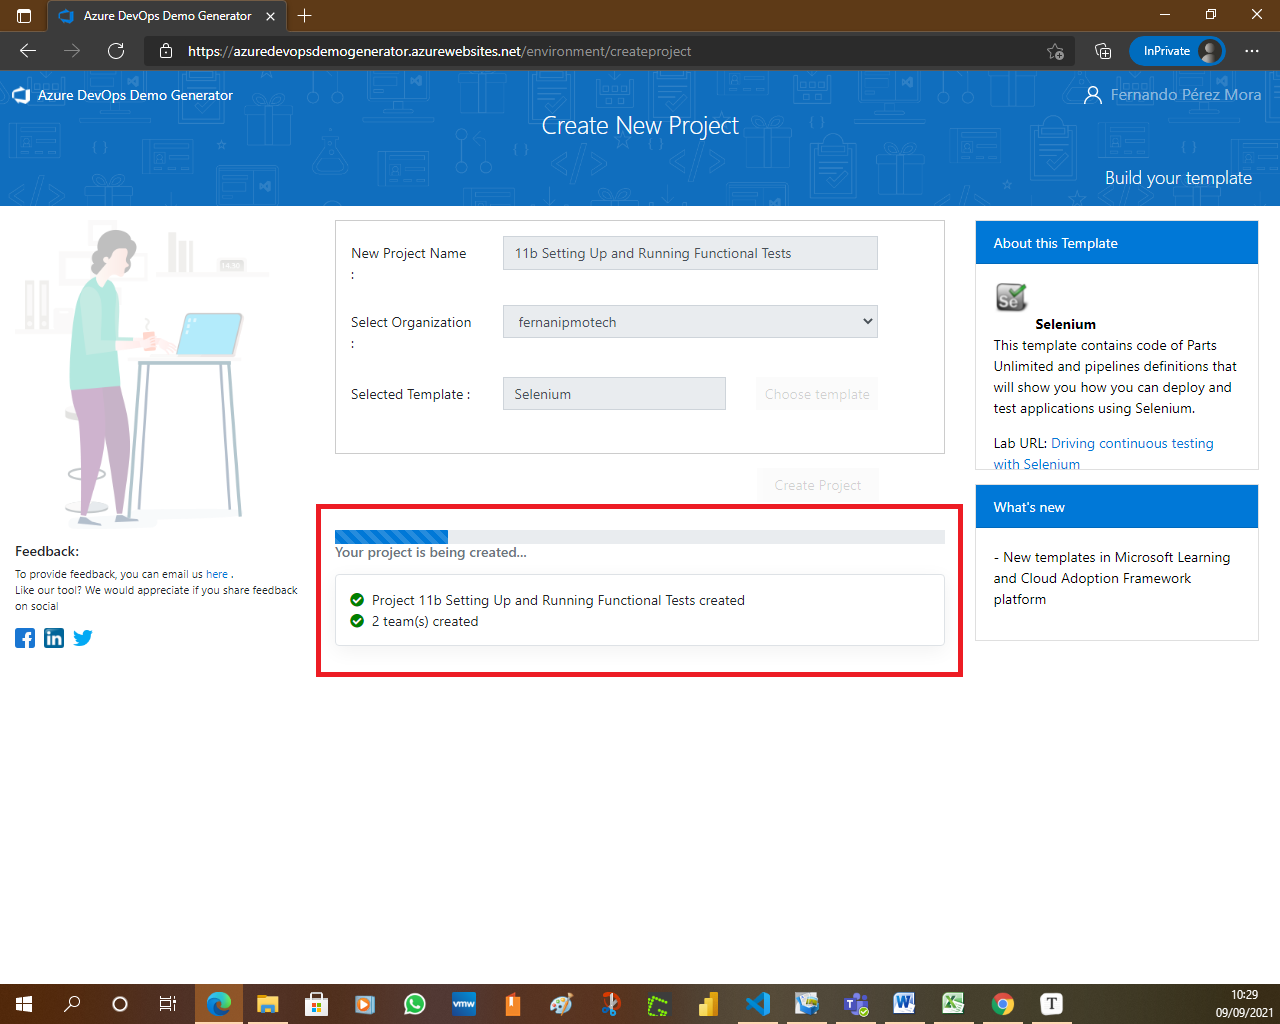 Azure DevOps Demo Generator
https://azuredevopsdemogenerator.azurewebsites.net/environment/createproject
InPrivate
Azure DevOps Demo Generator
Fernando Pérez Mora
Create New Project
Build your template
New Project Name
:
11b Setting Up and Running Functional Tests
Select Organization
:
fernanipmotech
Selected Template :
Selenium
Choose template
Create Project
Your project is being created...
Project 11b Setting Up and Running Functional Tests created
2 team(s) created
About this Template
Se
Selenium
This template contains code of Parts
Unlimited and pipelines definitions that
will show you how you can deploy and
test applications using Selenium.
Lab URL: Driving continuous testing
with Selenium
What's new
- New templates in Microsoft Learning
and Cloud Adoption Framework
platform
Feedback:
To provide feedback, you can email us here .
Like our tool? We would appreciate if you share feedback
on social
vmw
T
10:29
09/09/2021